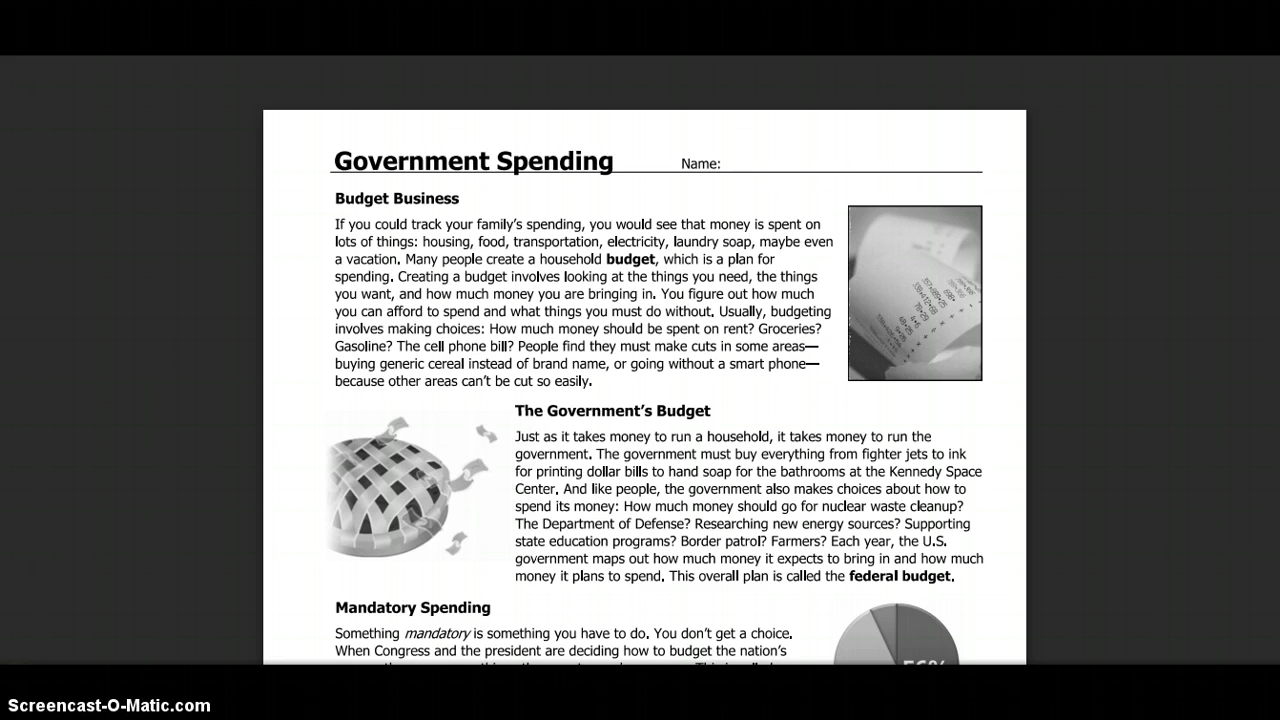 Government Spending Name:
Budget Business
If you could track your family's spending, you would see that money is spent on
lots of things: housing, food, transportation, electricity, laundry soap, maybe even
a vacation. Many people create a household budget, which is a plan for
spending. Creating a budget involves looking at the things you need, the things
you want, and how much money you are bringing in. You figure out how much
you can afford to spend and what things you must do without. Usually, budgeting
involves making choices: How much money should be spent on rent? Groceries?
Gasoline? The cell phone bill? People find they must make cuts in some areas—
buying generic cereal instead of brand name, or going without a smart phone—
because other areas can't be cut so easily.
The Government's Budget
Just as it takes money to run a household, it takes money to run the
government. The government must buy everything from fighter jets to ink
for printing dollar bills to hand soap for the bathrooms at the Kennedy Space
Center. And like people, the government also makes choices about how to
spend its money: How much money should go for nuclear waste cleanup?
The Department of Defense? Researching new energy sources? Supporting
state education programs? Border patrol? Farmers? Each year, the U.S.
government maps out how much money it expects to bring in and how much
money it plans to spend. This overall plan is called the federal budget.
Mandatory Spending
Something mandatory is something you have to do. You don't get a choice.
When Congress and the president are deciding how to budget the nation's
56%
Screencast-O-Matic.com